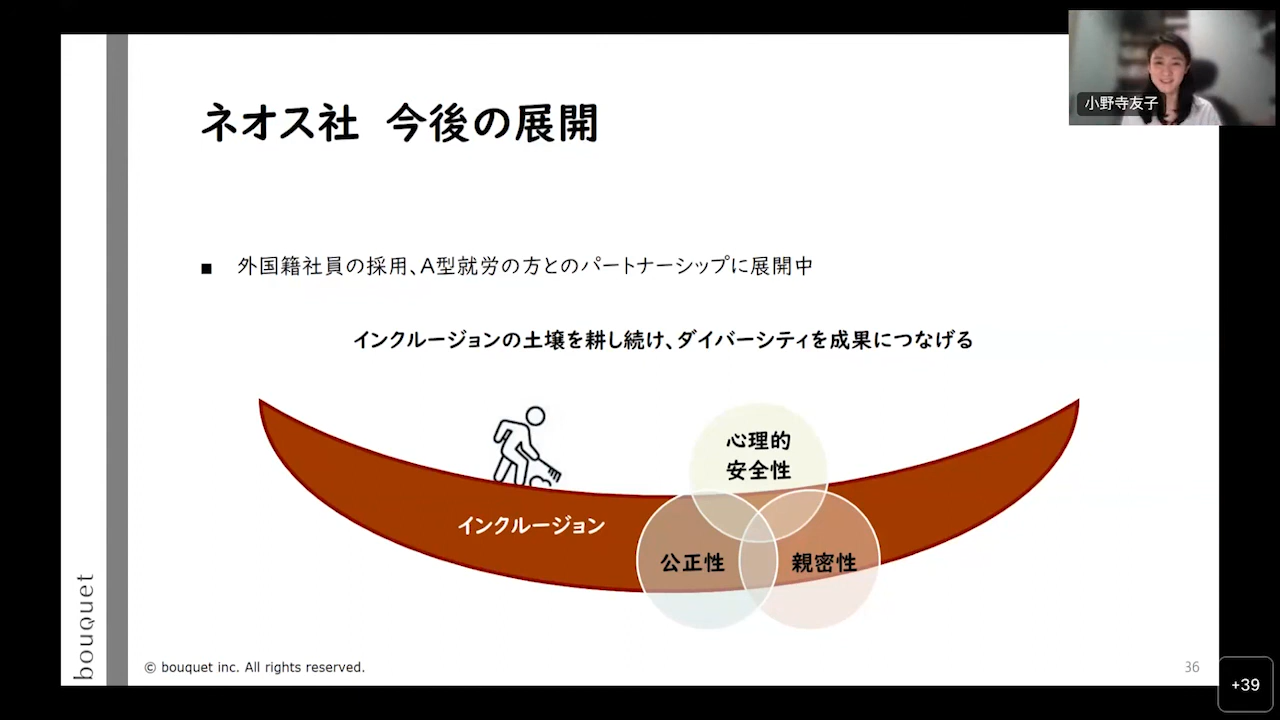 小野寺友子
ネオス社 今後の展開
■ 外国籍社員の採用、A型就労の方とのパートナーシップに展開中
インクルージョンの土壌を耕し続け、ダイバーシティを成果につなげる
心理的
安全性
インクルージョン
公正性
親密性
bouquet
© bouquet inc. All rights reserved.
36
+39